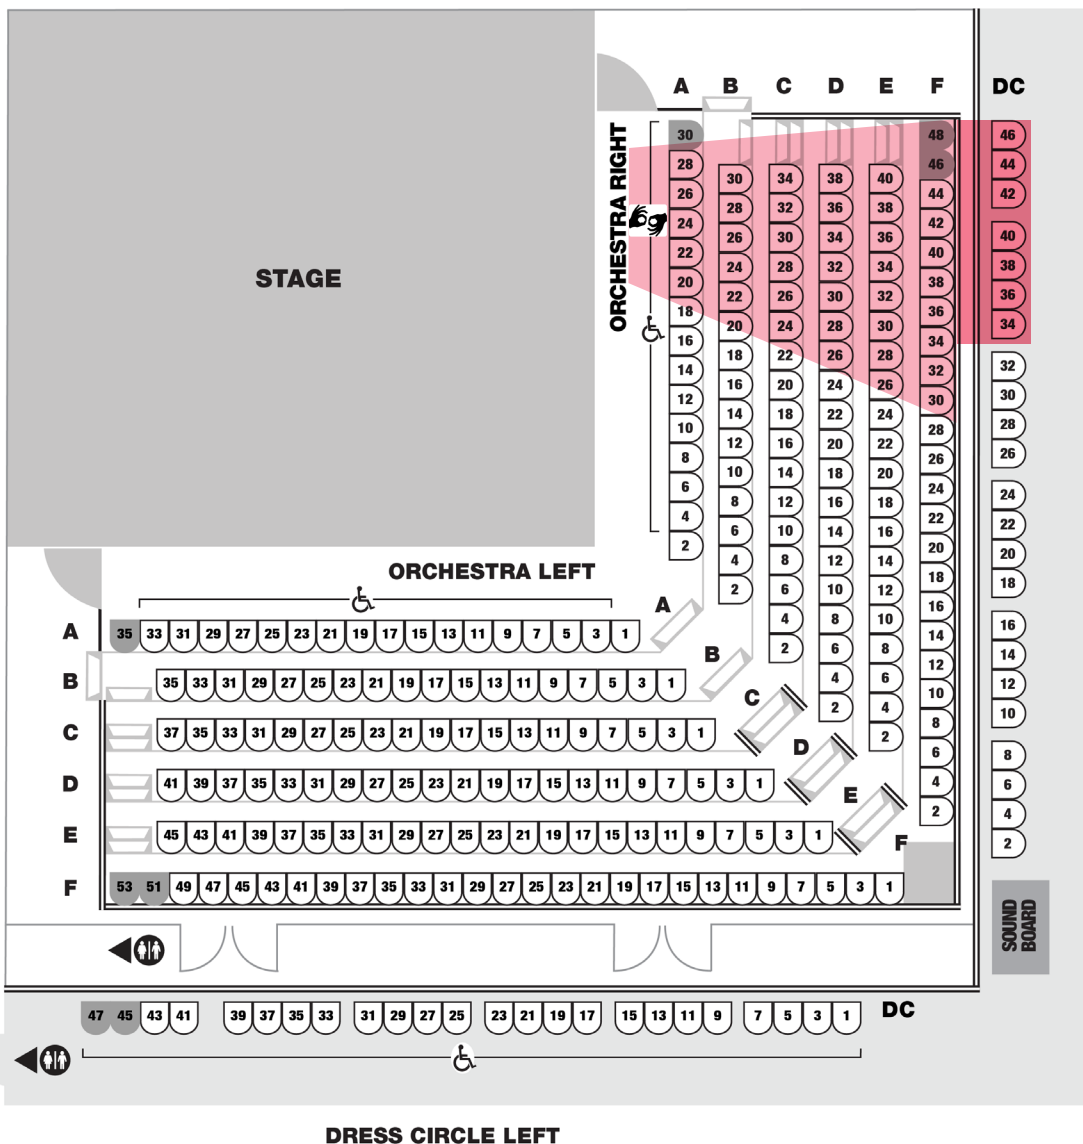 A B C D E F DC
STAGE
ORCHESTRA RIGHT
30 28 26 24 22 20 18 16 14 12 10 8 6 4 2
30 28 26 24 22 20 18 16 14 12 10 8 6 4 2
34 32 30 28 26 24 22 20 18 16 14 12 10 8 6 4 2
38 36 34 32 30 28 26 24 22 20 18 16 14 12 10 8 6 4 2
40 38 36 34 32 30 28 26 24 22 20 18 16 14 12 10 8 6 4 2
48 46 44 42 40 38 36 34 32 30 28 26 24 22 20 18 16 14 12 10 8 6 4 2
46 44 42 40 38 36 34 32 30 28 26 24 22 20 18 16 14 12 10 8 6 4 2
ORCHESTRA LEFT
A 35 33 31 29 27 25 23 21 19 17 15 13 11 9 7 5 3 1 A
B 35 33 31 29 27 25 23 21 19 17 15 13 11 9 7 5 3 1 B
C 37 35 33 31 29 27 25 23 21 19 17 15 13 11 9 7 5 3 1 C
D 41 39 37 35 33 31 29 27 25 23 21 19 17 15 13 11 9 7 5 3 1 D
E 45 43 41 39 37 35 33 31 29 27 25 23 21 19 17 15 13 11 9 7 5 3 1 E
F 53 51 49 47 45 43 41 39 37 35 33 31 29 27 25 23 21 19 17 15 13 11 9 7 5 3 1 F
SOUND
BOARD
47 45 43 41 39 37 35 33 31 29 27 25 23 21 19 17 15 13 11 9 7 5 3 1 DC
DRESS CIRCLE LEFT